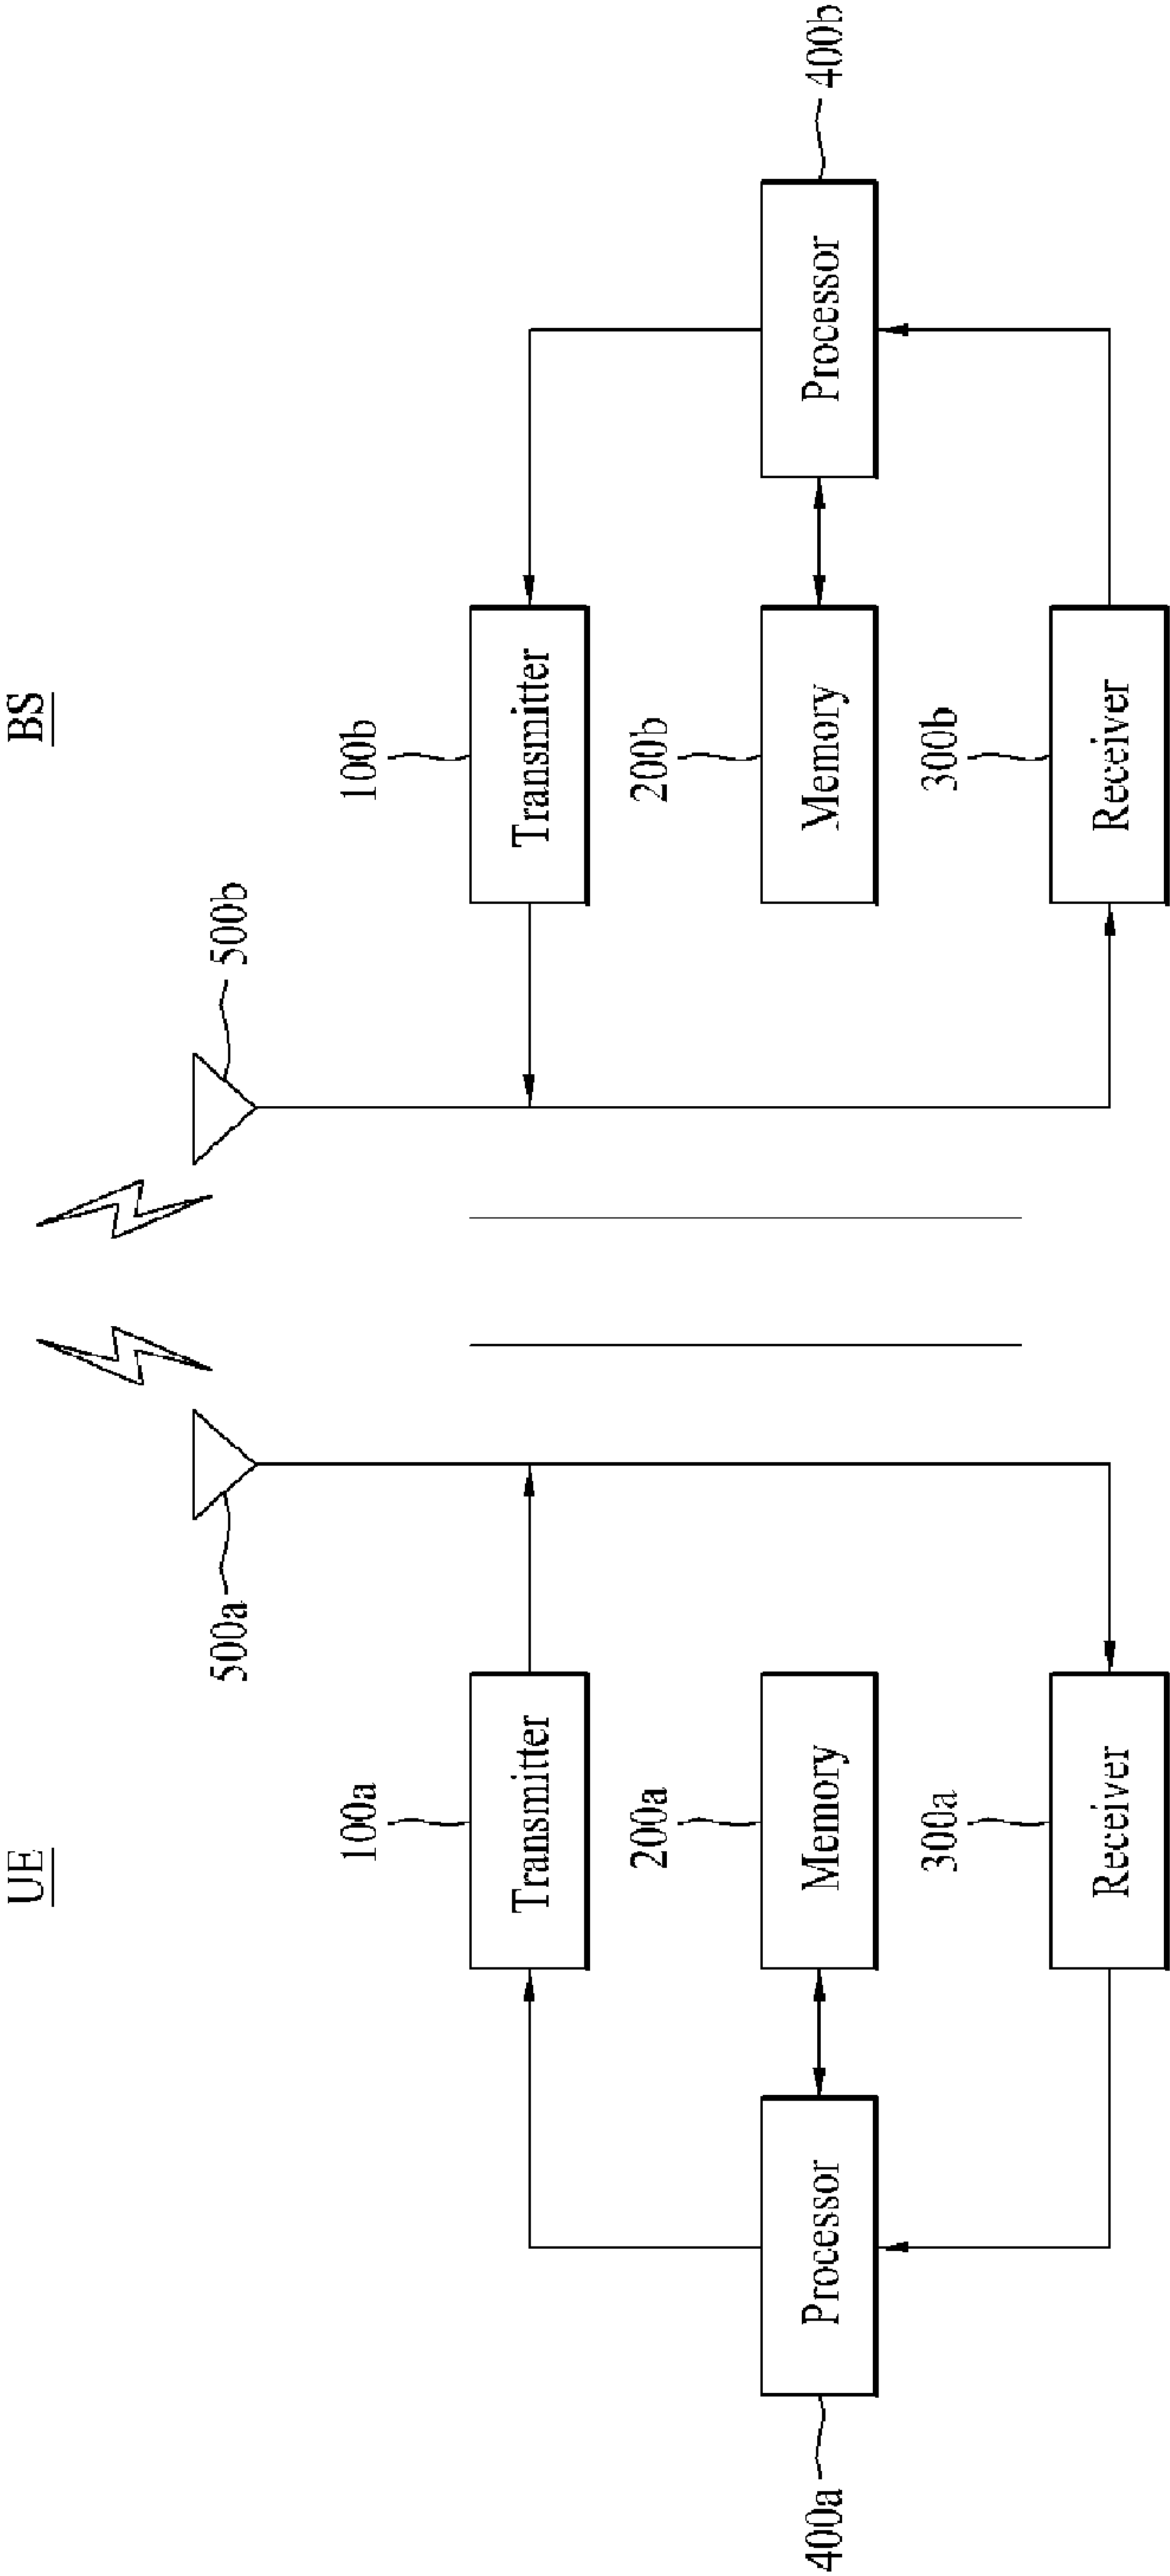 UE
BS
500a
500b
100a
Transmitter
100b
Transmitter
400a
Processor
200a
Memory
200b
Memory
Processor
400b
300a
Receiver
300b
Receiver